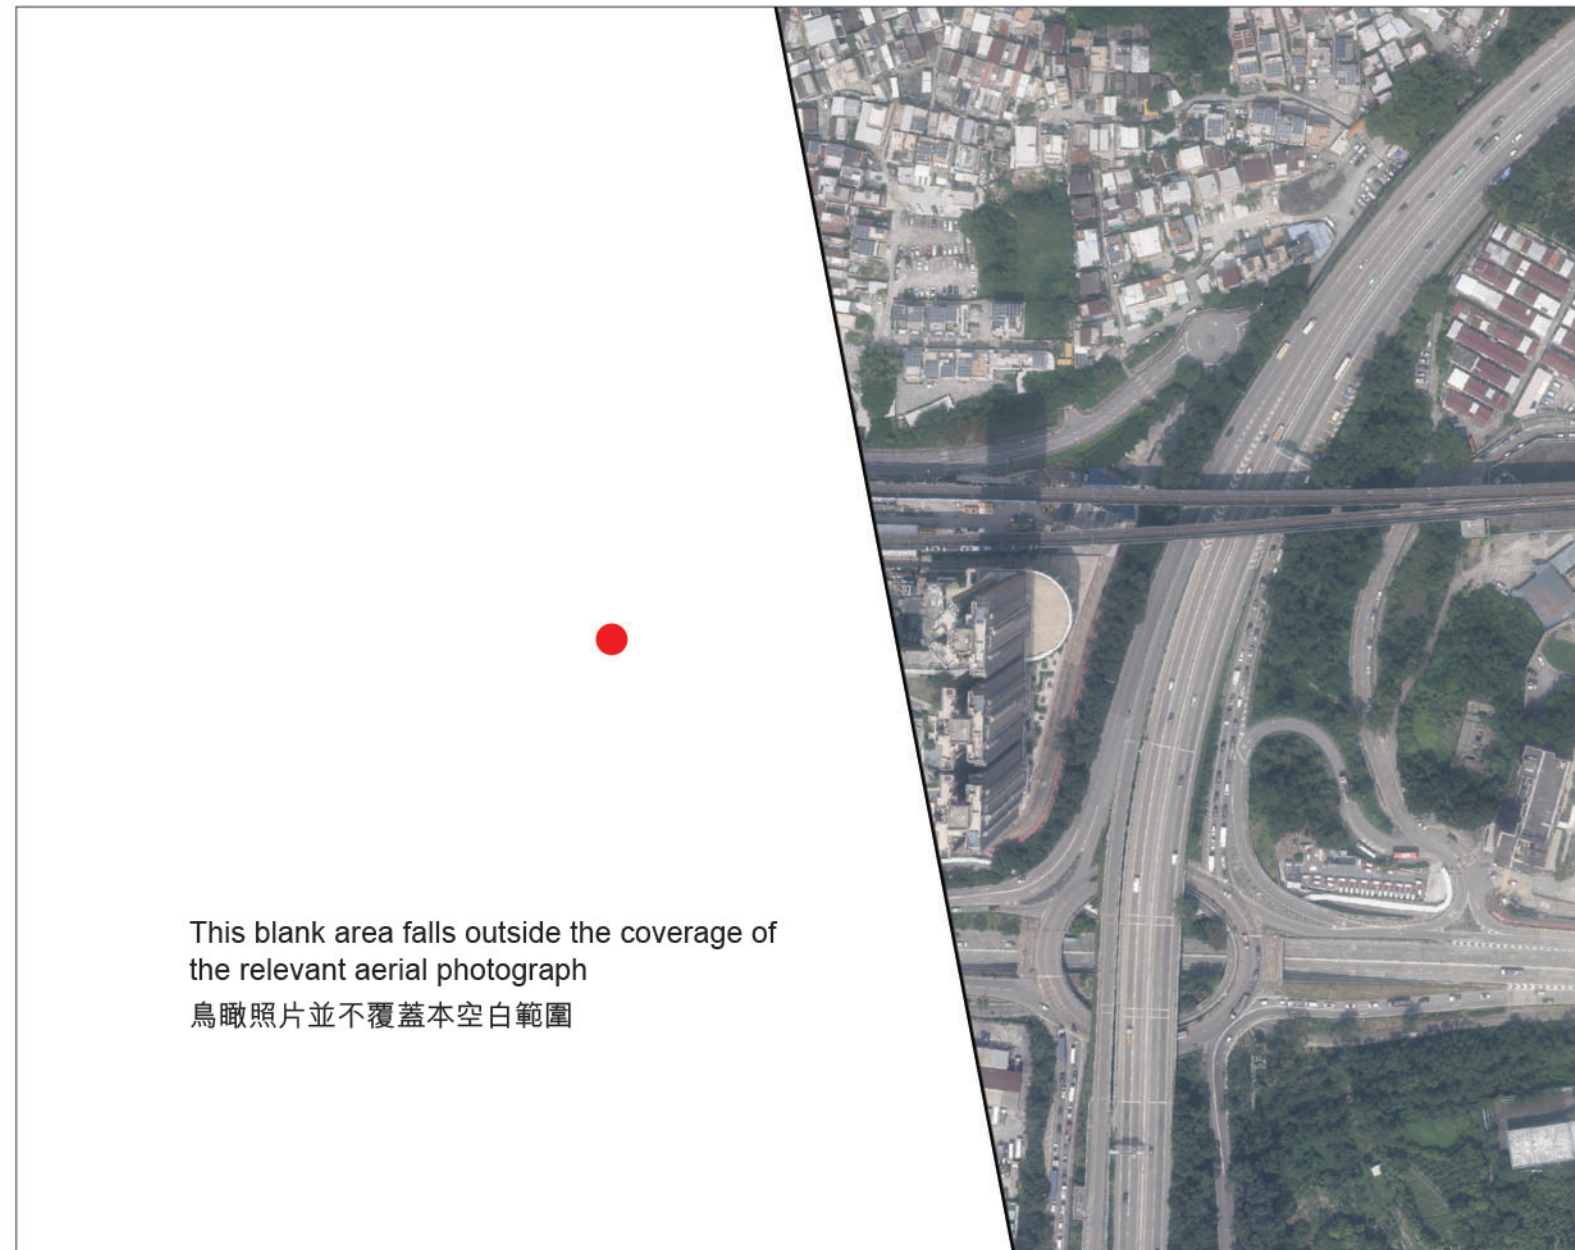 This blank area falls outside the coverage of
the relevant aerial photograph
鳥瞰照片並不覆蓋本空白範圍